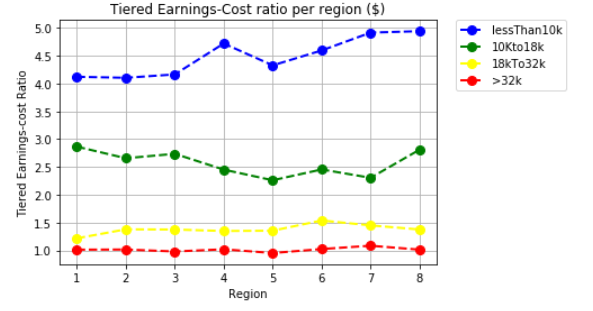 Tiered Earnings-Cost ratio per region ($)
Tiered Earnings-cost Ratio
5.0
4.5
4.0
3.5
3.0
2.5
2.0
1.5
1.0
1 2 3 4 5 6 7 8
Region
lessThan10k
10Kto18k
18kTo32k
>32k